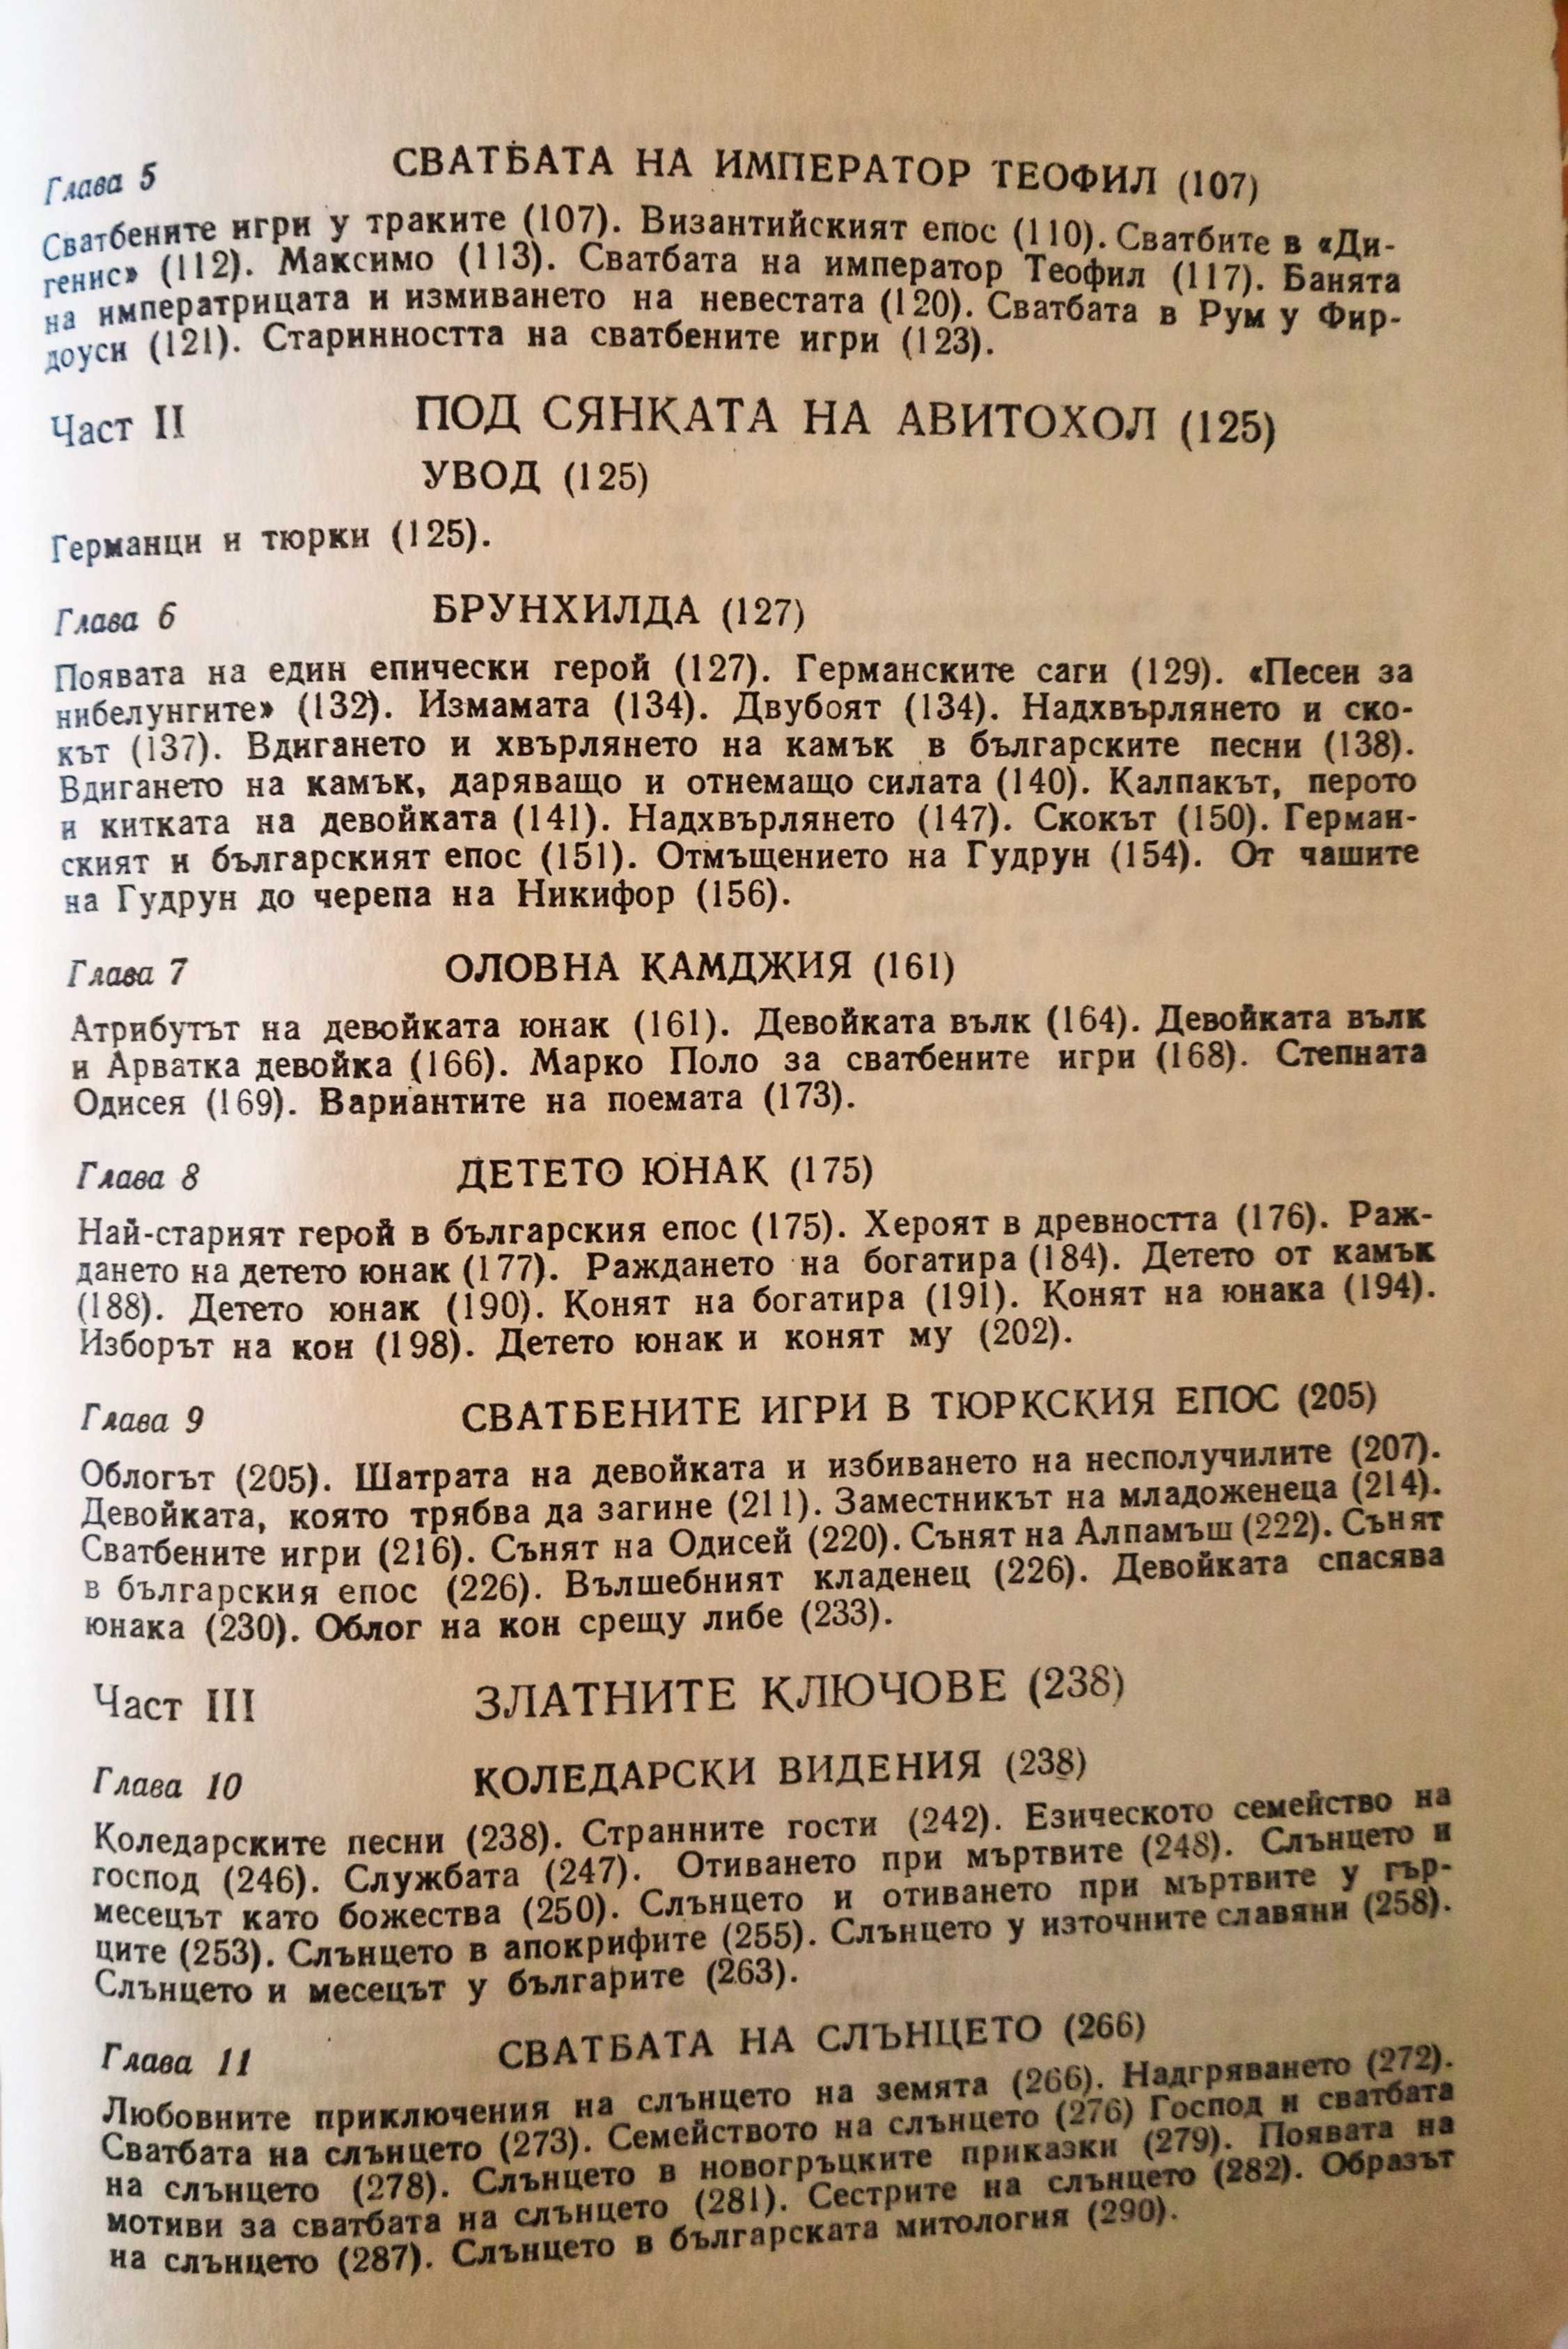 Глава 5 СВАТБАТА НА ИМПЕРАТОР ТЕОФИЛ (107)
Сватбените игри у траките (107). Византийският епос (110). Сватбите в «Ди-
генис» (112). Максимо (113). Сватбата на император Теофил (117). Банята
на императрицата и измиването на невестата (120). Сватбата в Рум у Фир-
доуси (121). Старинността на сватбените игри (123).
Част II ПОД СЯНКАТА НА АВИТОХОЛ (125)
УВОД (125)
Германци и тюрки (125).
Глава 6 БРУНХИЛДА (127)
Появата на един епически герой (127). Германските саги (129). «Песен за
нибелунгите» (132). Измамата (134). Двубоят (134). Надхвърлянето и ско-
кът (137). Вдигането и хвърлянето на камък в българските песни (138).
Вдигането на камък, даряващо и отнемащо силата (140). Калпакът, перото
и китката на девойката (141). Надхвърлянето (147). Скокът (150). Герман-
ският и българският епос (151). Отмъщението на Гудрун (154). От чашите
на Гудрун до черепа на Никифор (156).
Глава 7 ОЛОВНА КАМДЖИЯ (161)
Атрибутът на девойката юнак (161). Девойката вълк (164). Девойката вълк
и Арватка девойка (166). Марко Поло за сватбените игри (168). Степната
Одисея (169). Вариантите на поемата (173).
Глава 8 ДЕТЕТО ЮНАК (175)
Най-старият герой в българския епос (175). Хероят в древността (176). Раж-
дането на детето юнак (177). Раждането на богатира (184). Детето от камък
(188). Детето юнак (190). Конят на богатира (191). Конят на юнака (194).
Изборът на кон (198). Детето юнак и конят му (202).
Глава 9 СВАТБЕНИТЕ ИГРИ В ТЮРКСКИЯ ЕПОС (205)
Облогът (205). Шатрата на девойката и избиването на несполучилите (207).
Девойката, която трябва да загине (211). Заместникът на младоженеца (214).
Сватбените игри (216). Сънят на Одисей (220). Сънят на Алпамъш (222). Сънят
в българския епос (226). Вълшебният кладенец (226). Девойката спасява
юнака (230). Облог на кон срещу либе (233).
Част III ЗЛАТНИТЕ КЛЮЧОВЕ (238)
Глава 10 КОЛЕДАРСКИ ВИДЕНИЯ (238)
Коледарските песни (238). Странните гости (242). Езическото семейство на
господ (246). Службата (247). Отиването при мъртвите (248). Слънцето и
месецът като божества (250). Слънцето и отиването при мъртвите у гър-
ците (253). Слънцето в апокрифите (255). Слънцето у източните славяни (258).
Слънцето и месецът у българите (263).
Глава 11 СВАТБАТА НА СЛЪНЦЕТО (266)
Любовните приключения на слънцето на земята (266). Надгряването (272).
Сватбата на слънцето (273). Семейството на слънцето (276) Господ и сватбата
на слънцето (278). Слънцето в новогръцките приказки (279). Появата на
мотиви за сватбата на слънцето (281). Сестрите на слънцето (282). Образът
на слънцето (287). Слънцето в българската митология (290).